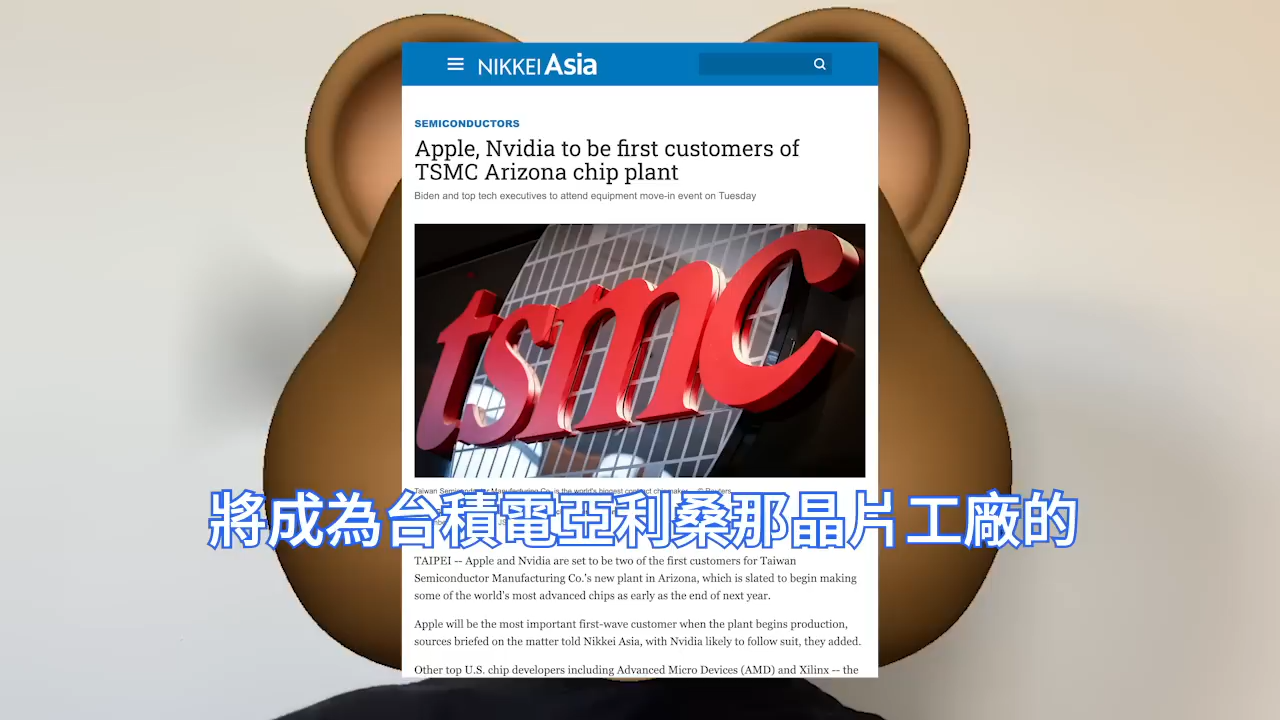 NIKKEI Asia
SEMICONDUCTORS
Apple, Nvidia to be first customers of
TSMC Arizona chip plant
Biden and top tech executives to attend equipment move-in event on Tuesday
tsmc
將成為台積電亞利桑那晶片工廠的
TAIPEI -- Apple and Nvidia are set to be two of the first customers for Taiwan
Semiconductor Manufacturing Co.'s new plant in Arizona, which is slated to begin making
some of the world's most advanced chips as early as the end of next year.
Apple will be the most important first-wave customer when the plant begins production,
sources briefed on the matter told Nikkei Asia, with Nvidia likely to follow suit, they added.
Other top U.S. chip developers including Advanced Micro Devices (AMD) and Xilinx -- the